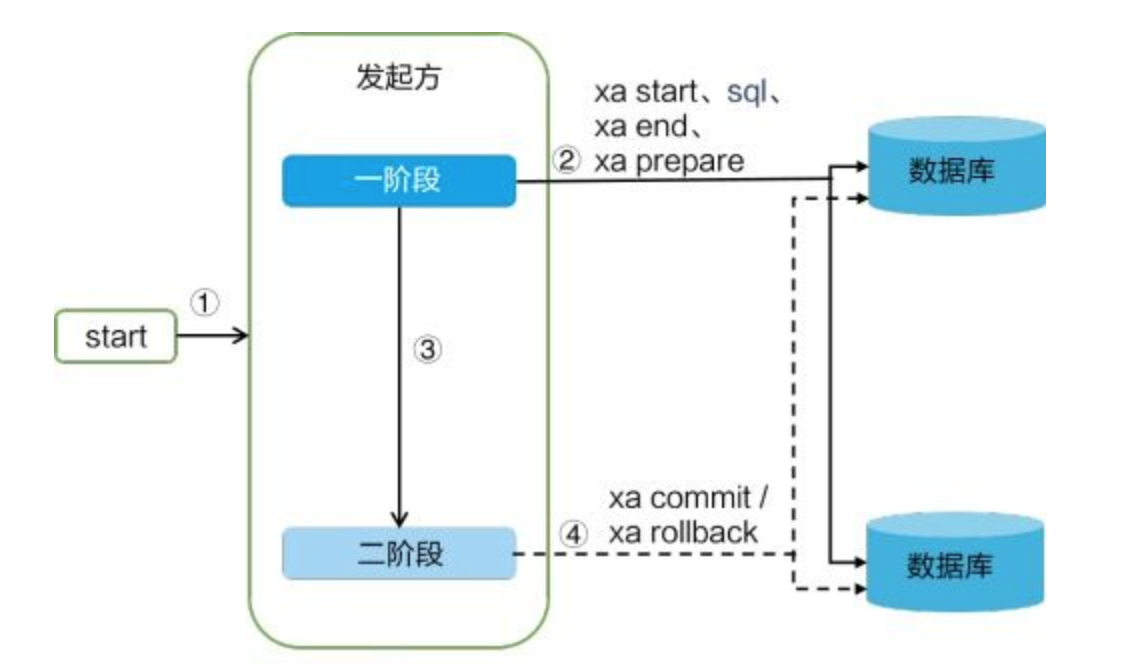 发起方
xa start、sql、
xa end、
② xa prepare
一阶段
数据库
①
start
③
xa commit /
④ xa rollback
二阶段
数据库